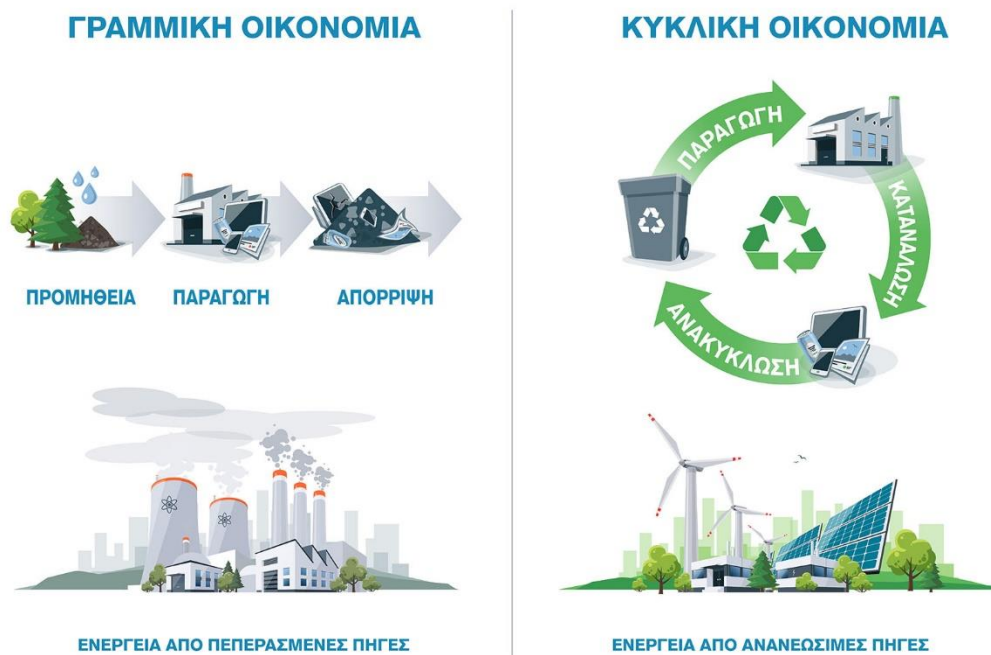 ΓΡΑΜΜΙΚΗ ΟΙΚΟΝΟΜΙΑ
ΠΡΟΜΗΘΕΙΑ
ΠΑΡΑΓΩΓΗ
ΑΠΟΡΡΙΨΗ
ΕΝΕΡΓΕΙΑ ΑΠΟ ΠΕΠΕΡΑΣΜΕΝΕΣ ΠΗΓΕΣ
ΚΥΚΛΙΚΗ ΟΙΚΟΝΟΜΙΑ
ΠΑΡΑΓΩΓΗ
ΚΑΤΑΝΑΛΩΣΗ
ΑΝΑΚΥΚΛΩΣΗ
ΕΝΕΡΓΕΙΑ ΑΠΟ ΑΝΑΝΕΩΣΙΜΕΣ ΠΗΓΕΣ